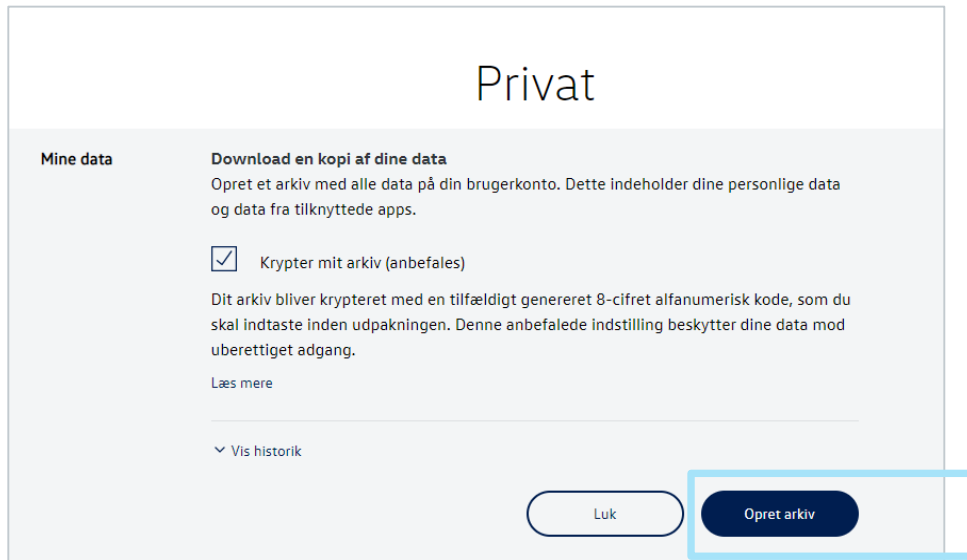 Privat
Mine data
Download en kopi af dine data
Opret et arkiv med alle data på din brugerkonto. Dette indeholder dine personlige data
og data fra tilknyttede apps.
Krypter mit arkiv (anbefales)
Dit arkiv bliver krypteret med en tilfældigt genereret 8-cifret alfanumerisk kode, som du
skal indtaste inden udpakningen. Denne anbefalede indstilling beskytter dine data mod
uberettiget adgang.
Læs mere
Vis historik
Luk
Opret arkiv